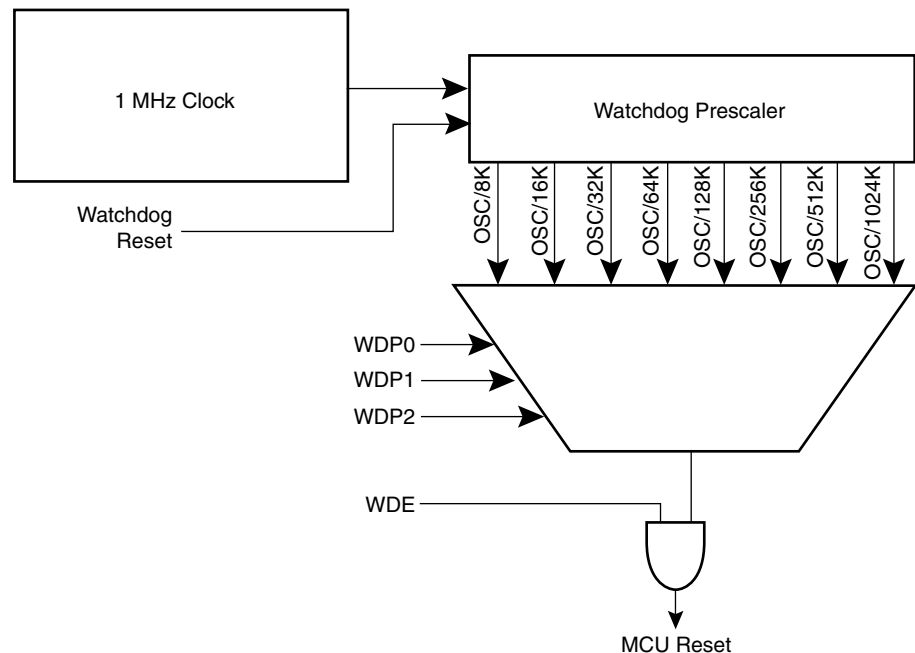 1 MHz Clock
Watchdog Prescaler
Watchdog
Reset
OSC/8K
OSC/16K
OSC/32K
OSC/64K
OSC/128K
OSC/256K
OSC/512K
OSC/1024K
WDP0
WDP1
WDP2
WDE
MCU Reset